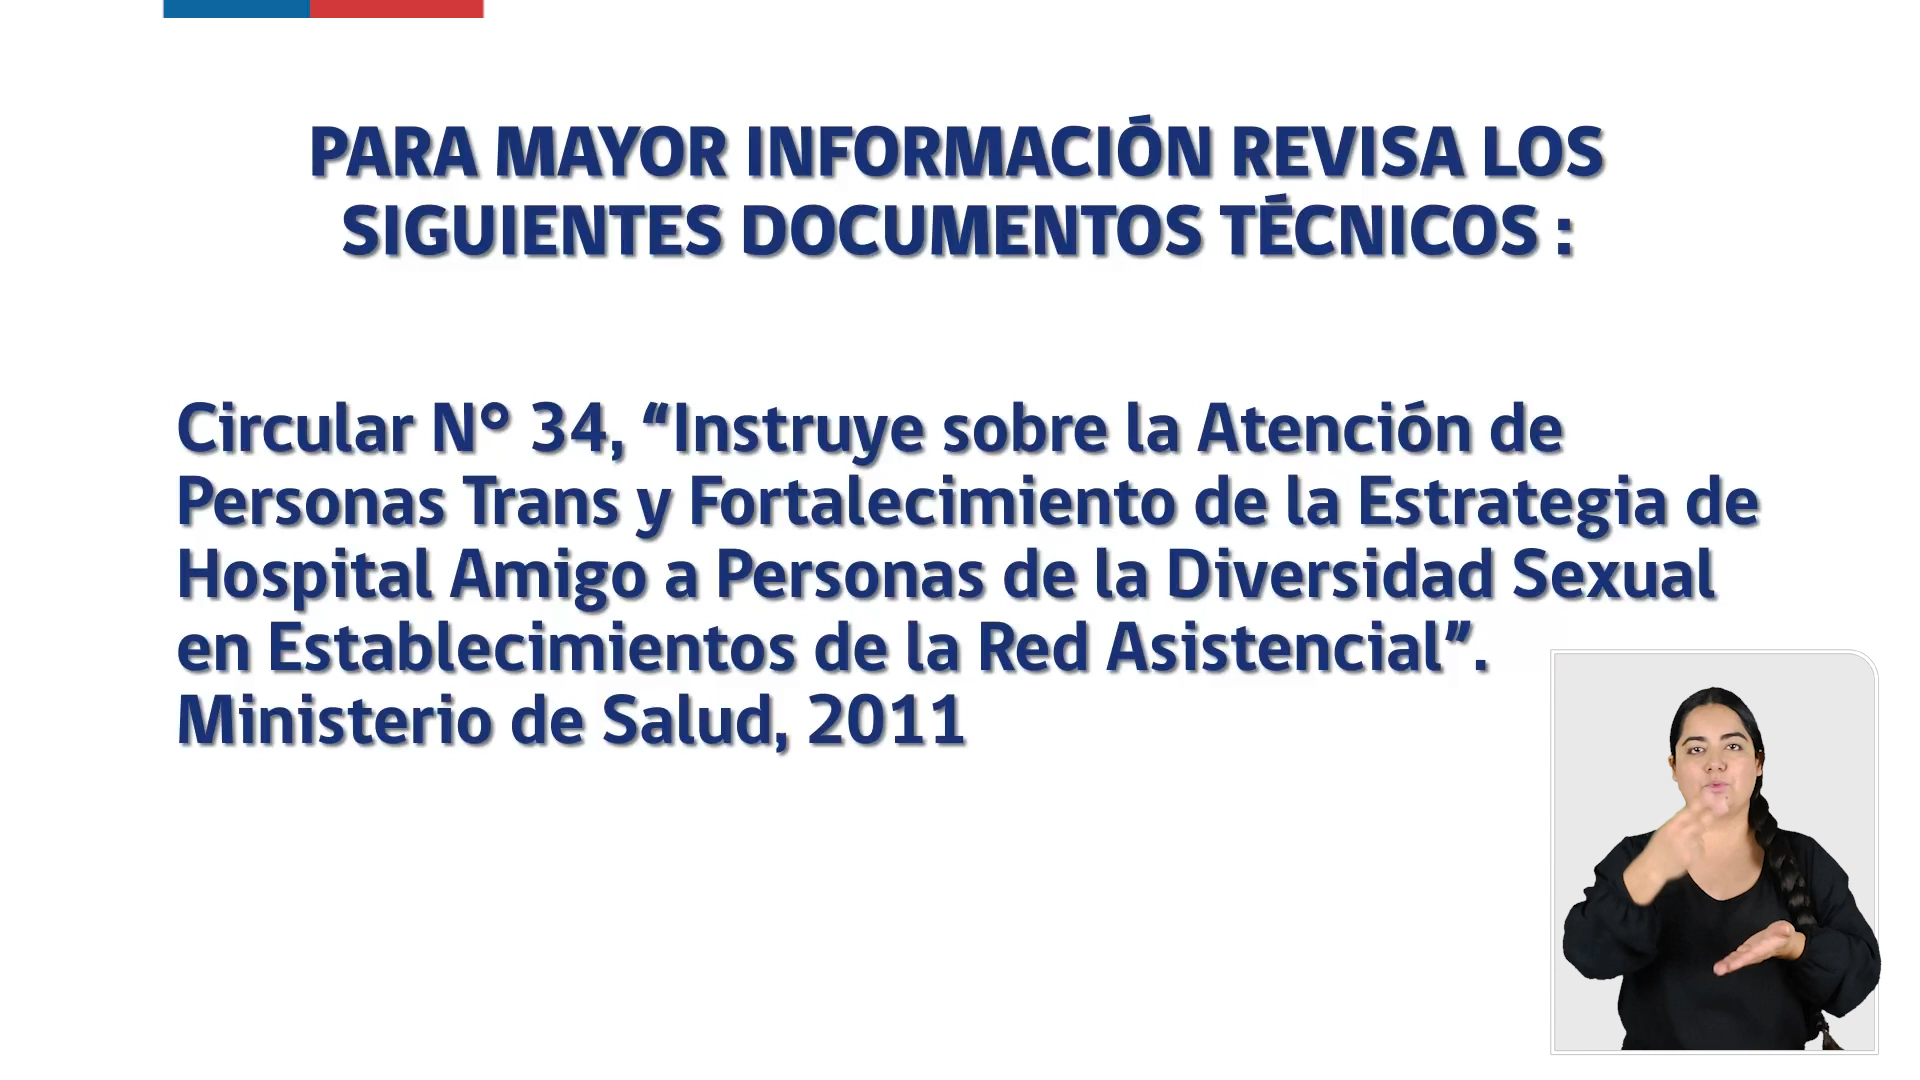 PARA MAYOR INFORMACIÓN REVISA LOS
SIGUIENTES DOCUMENTOS TÉCNICOS :
Circular N° 34, “Instruye sobre la Atención de
Personas Trans y Fortalecimiento de la Estrategia de
Hospital Amigo a Personas de la Diversidad Sexual
en Establecimientos de la Red Asistencial”.
Ministerio de Salud, 2011